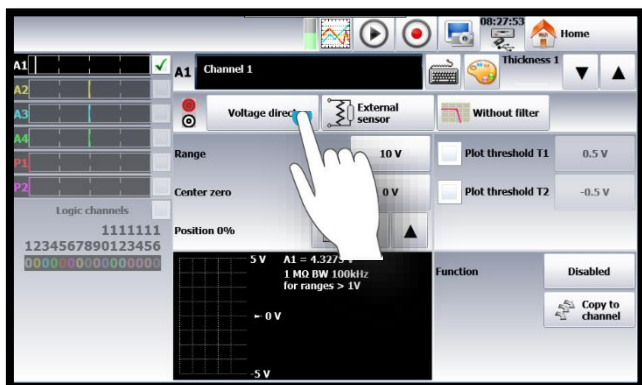 08:27:53
Home
A1
A2
A3
A4
P1
P2
Logic channels
1111111
1234567890123456
0000000000000000
A1 Channel 1
Thickness 1
Voltage direct
External sensor
Without filter
Range 10 V
Center zero 0 V
Position 0%
Plot threshold T1 0.5 V
Plot threshold T2 -0.5 V
5 V
0 V
-5 V
A1 = 4.3273 V
1 MΩ BW 100kHz
for ranges > 1V
Function Disabled
Copy to channel